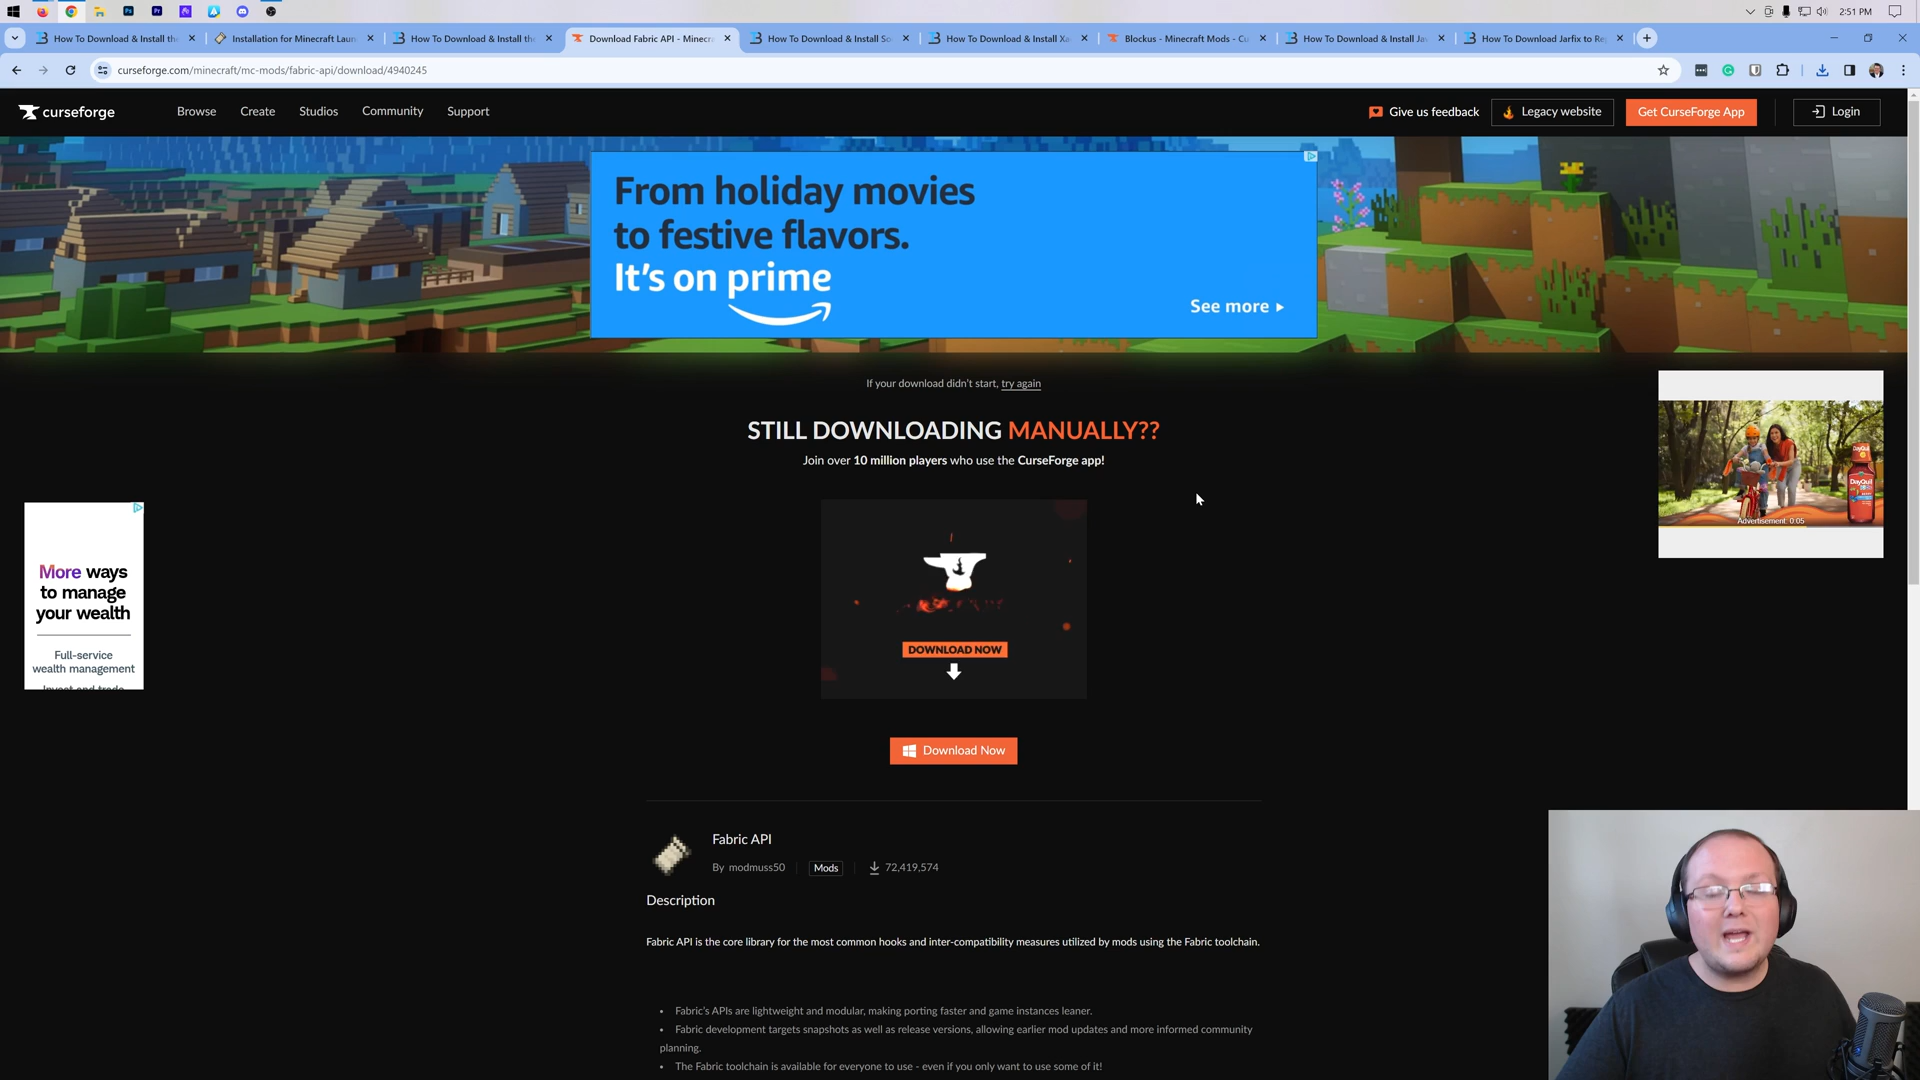 2:51 PM
How To Download & Install the
Installation for Minecraft Laun
How To Download & Install the
Download Fabric API - Minecr
How To Download & Install So
How To Download & Install Xa
Blockus - Minecraft Mods - Cu
How To Download & Install Ja
How To Download Jarfix to Re
curseforge.com/minecraft/mc-mods/fabric-api/download/4940245
curseforge
Browse
Create
Studios
Community
Support
Give us feedback
Legacy website
Get CurseForge App
Login
From holiday movies
to festive flavors.
It's on prime
See more
If your download didn't start, try again
STILL DOWNLOADING MANUALLY??
Join over 10 million players who use the CurseForge app!
DayQuil
Advertisement: 0:05
More ways
to manage
your wealth
Full-service
wealth management
Invest and trade
DOWNLOAD NOW
Download Now
Fabric API
By modmuss50
Mods
72,419,574
Description
Fabric API is the core library for the most common hooks and inter-compatibility measures utilized by mods using the Fabric toolchain.
• Fabric's APIs are lightweight and modular, making porting faster and game instances leaner.
• Fabric development targets snapshots as well as release versions, allowing earlier mod updates and more informed community
planning.
• The Fabric toolchain is available for everyone to use - even if you only want to use some of it!